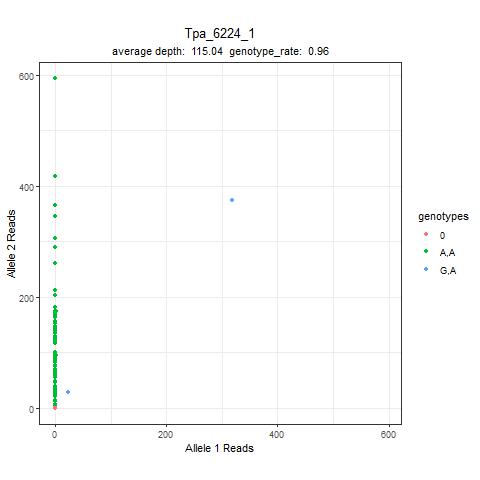 Tpa_6224_1
average depth:  115.04  genotype_rate:  0.96
600
400
200
0
Allele 2 Reads
0
200
400
600
Allele 1 Reads
genotypes
0
A,A
G,A